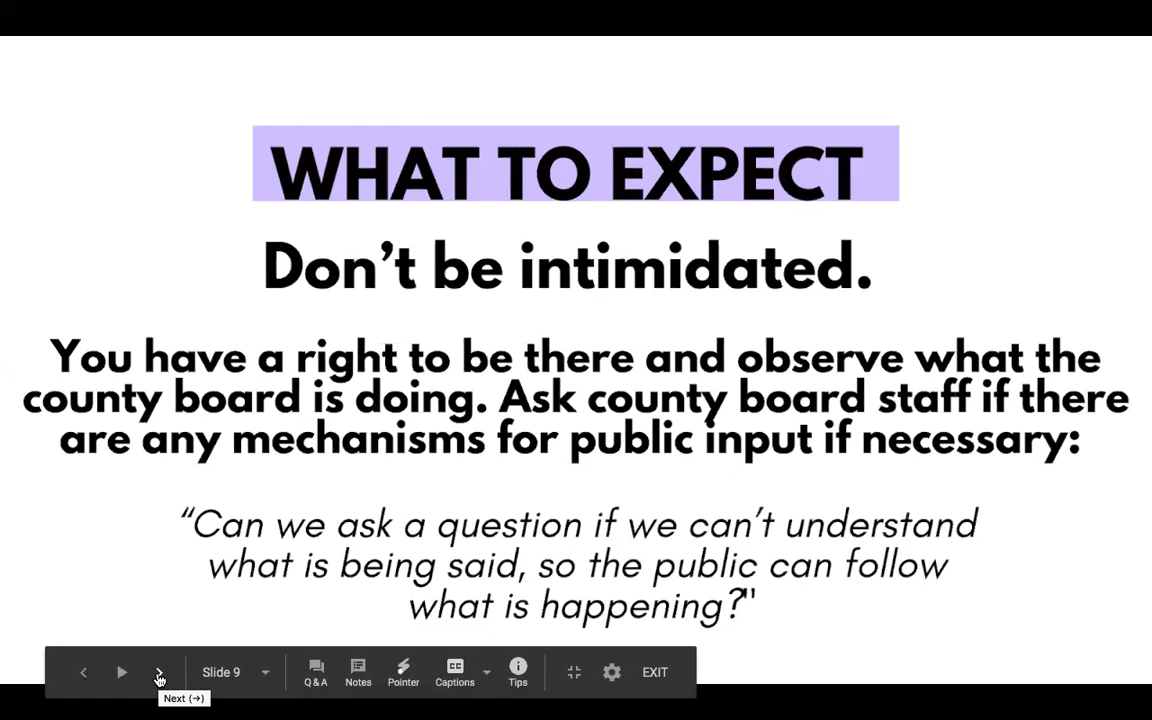 WHAT TO EXPECT
Don’t be intimidated.
You have a right to be there and observe what the
county board is doing. Ask county board staff if there
are any mechanisms for public input if necessary:
“Can we ask a question if we can’t understand
what is being said, so the public can follow
what is happening?"
Slide 9
Q&A
Notes
Pointer
CC
Captions
Tips
EXIT
Next (→)